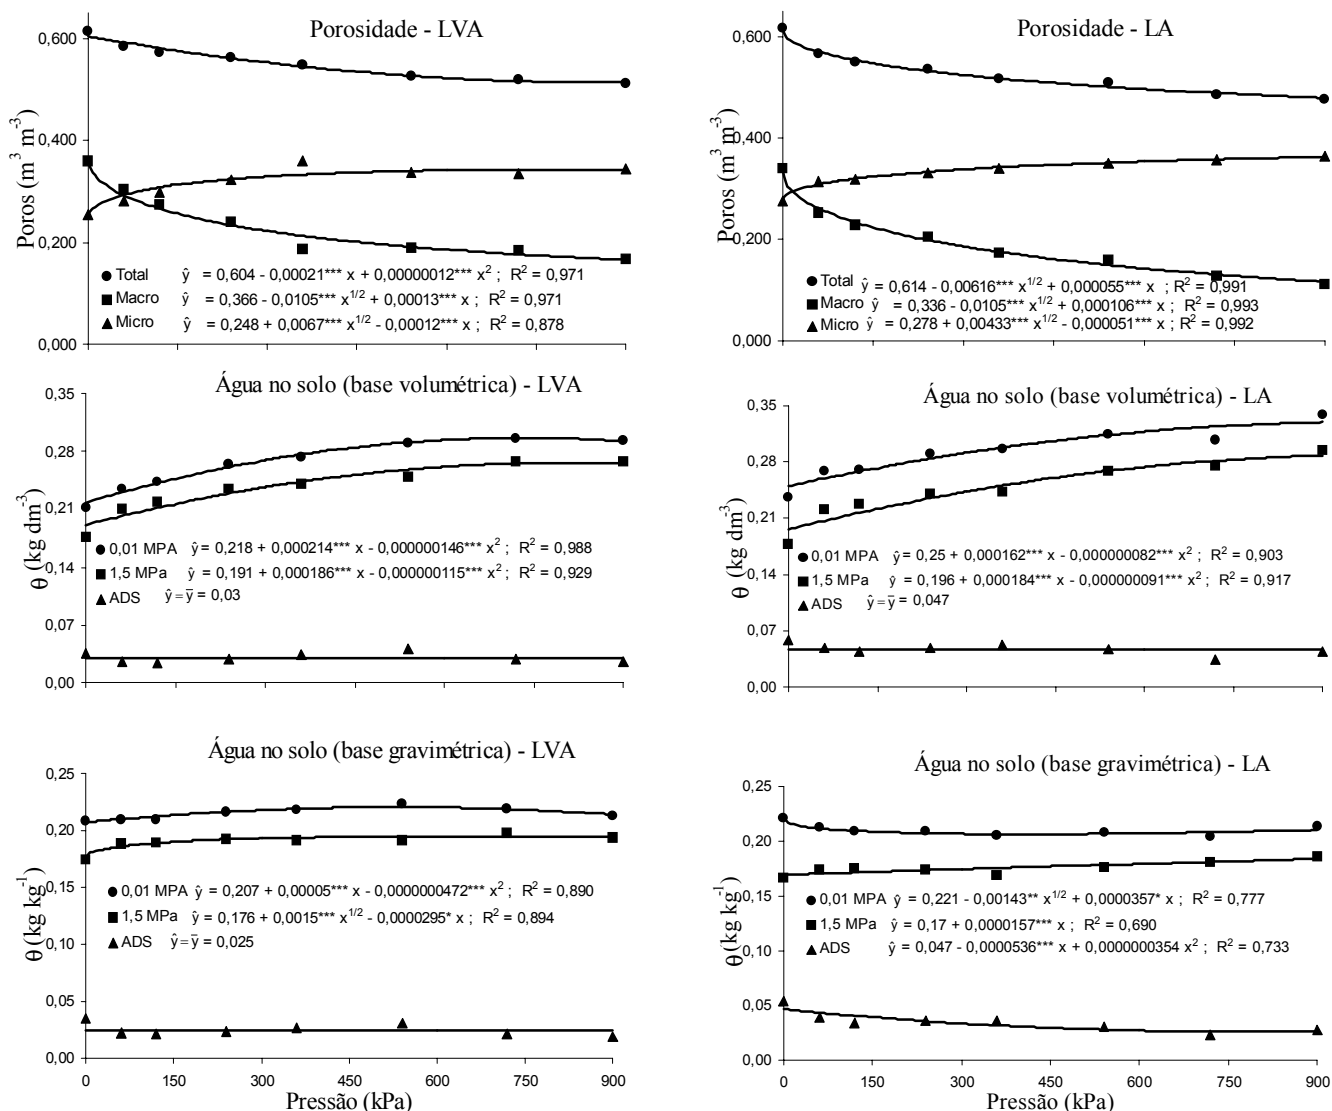 Porosidade - LVA
Poros (m³ m⁻³)
0,600
0,400
0,200
0,000
● Total ŷ = 0,604 - 0,00021*** x + 0,00000012*** x² ; R² = 0,971
■ Macro ŷ = 0,366 - 0,0105*** x^1/2 + 0,00013*** x ; R² = 0,971
▲ Micro ŷ = 0,248 + 0,0067*** x^1/2 - 0,00012*** x ; R² = 0,878
Porosidade - LA
Poros (m³ m⁻³)
0,600
0,400
0,200
0,000
● Total ŷ = 0,614 - 0,00616*** x^1/2 + 0,000055*** x ; R² = 0,991
■ Macro ŷ = 0,336 - 0,0105*** x^1/2 + 0,000106*** x ; R² = 0,993
▲ Micro ŷ = 0,278 + 0,00433*** x^1/2 - 0,000051*** x ; R² = 0,992
Água no solo (base volumétrica) - LVA
θ (kg dm⁻³)
0,35
0,28
0,21
0,14
0,07
0,00
● 0,01 MPA ŷ = 0,218 + 0,000214*** x - 0,000000146*** x² ; R² = 0,988
■ 1,5 MPa ŷ = 0,191 + 0,000186*** x - 0,000000115*** x² ; R² = 0,929
▲ ADS ŷ = y̅ = 0,03
Água no solo (base volumétrica) - LA
θ (kg dm⁻³)
0,35
0,28
0,21
0,14
0,07
0,00
● 0,01 MPA ŷ = 0,25 + 0,000162*** x - 0,000000082*** x² ; R² = 0,903
■ 1,5 MPa ŷ = 0,196 + 0,000184*** x - 0,000000091*** x² ; R² = 0,917
▲ ADS ŷ = y̅ = 0,047
Água no solo (base gravimétrica) - LVA
θ (kg kg⁻¹)
0,25
0,20
0,15
0,10
0,05
0,00
● 0,01 MPA ŷ = 0,207 + 0,00005*** x - 0,0000000472*** x² ; R² = 0,890
■ 1,5 MPa ŷ = 0,176 + 0,0015*** x^1/2 - 0,0000295* x ; R² = 0,894
▲ ADS ŷ = y̅ = 0,025
0 150 300 450 600 750 900
Pressão (kPa)
Água no solo (base gravimétrica) - LA
θ (kg kg⁻¹)
0,25
0,20
0,15
0,10
0,05
0,00
● 0,01 MPA ŷ = 0,221 - 0,00143** x^1/2 + 0,0000357* x ; R² = 0,777
■ 1,5 MPa ŷ = 0,17 + 0,0000157*** x ; R² = 0,690
▲ ADS ŷ = 0,047 - 0,0000536*** x + 0,0000000354 x² ; R² = 0,733
0 150 300 450 600 750 900
Pressão (kPa)